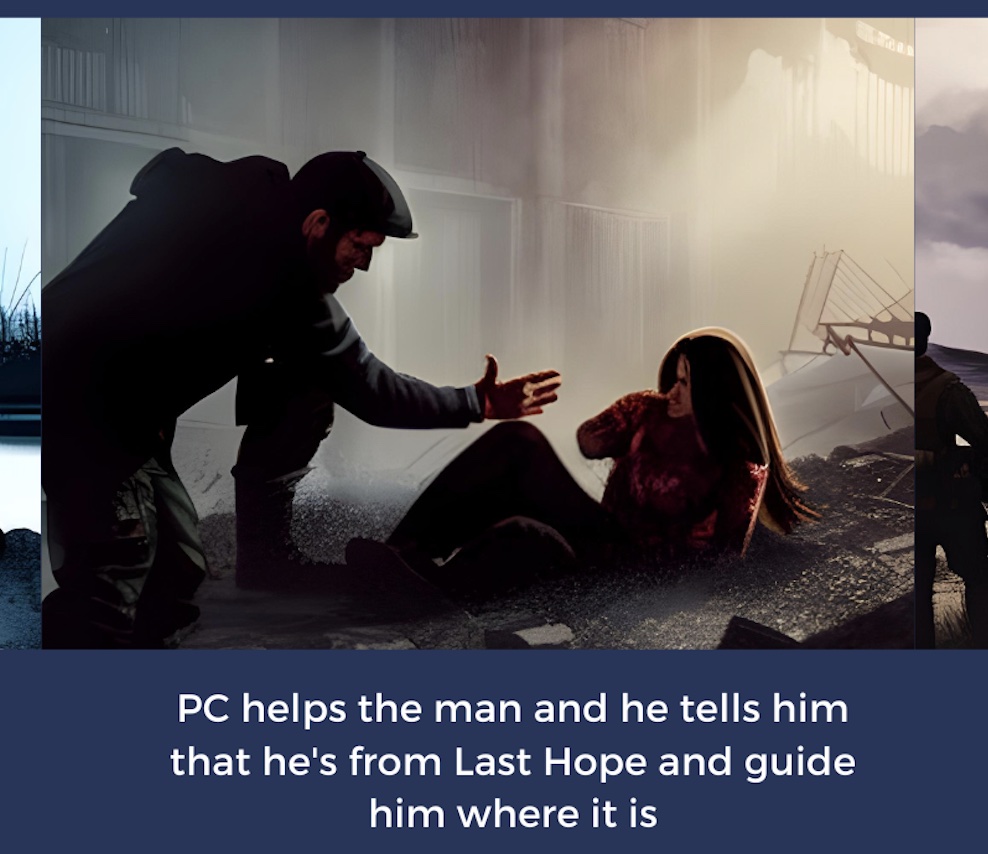 PC helps the man and he tells him
that he's from Last Hope and guide
him where it is